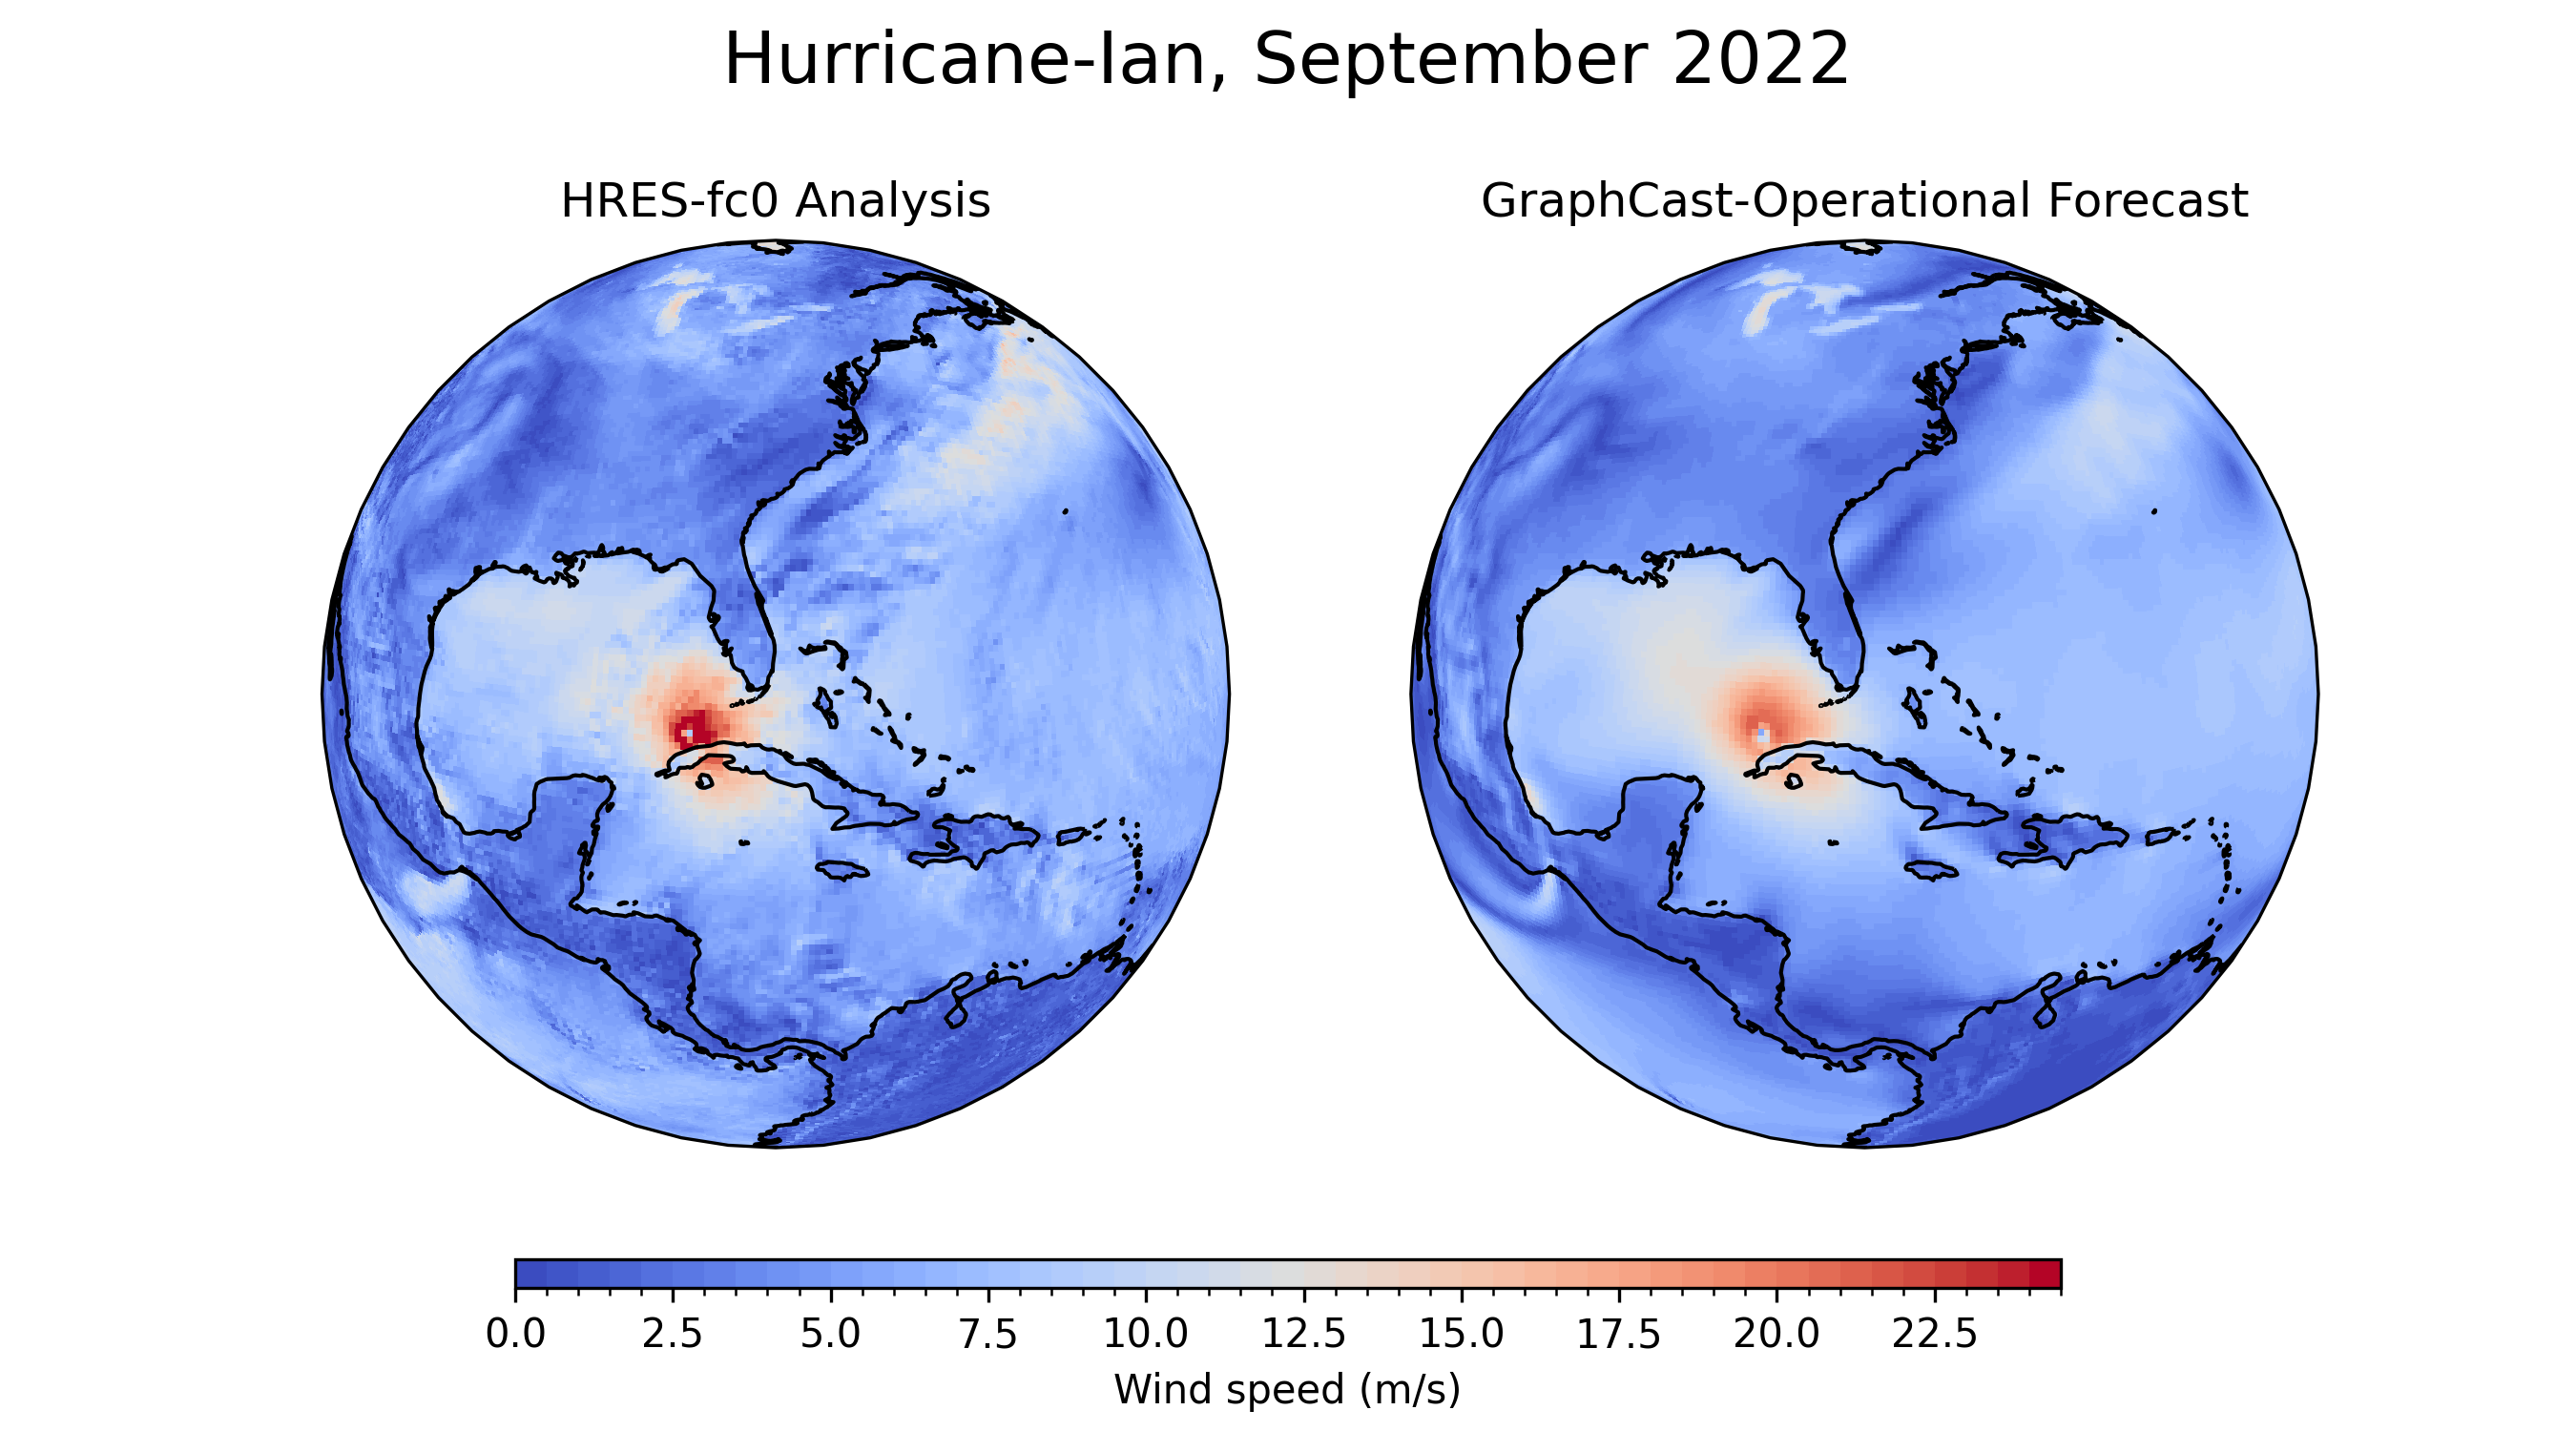 Hurricane-Ian, September 2022
HRES-fc0 Analysis
GraphCast-Operational Forecast
0.0 2.5 5.0 7.5 10.0 12.5 15.0 17.5 20.0 22.5
Wind speed (m/s)